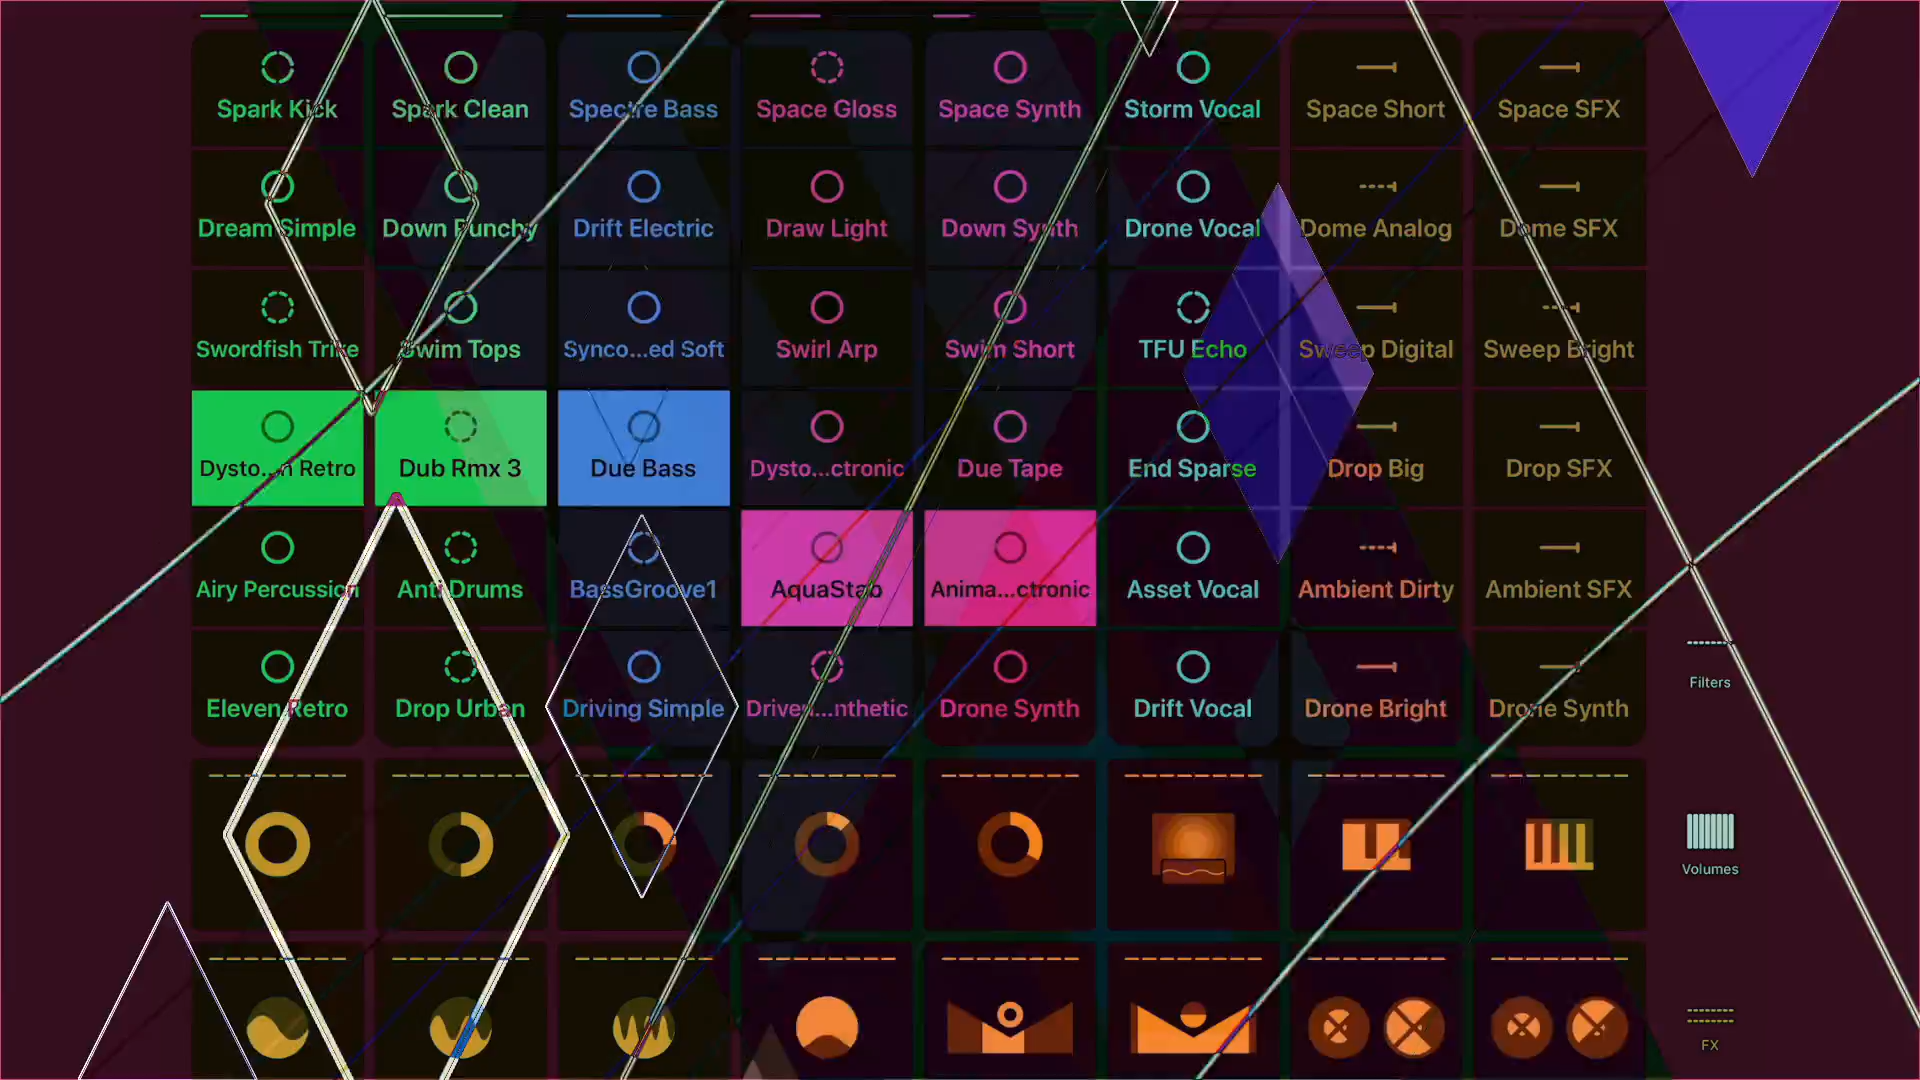 Spark Kick Spark Clean Spectre Bass Space Gloss Space Synth Storm Vocal Space Short Space SFX
Dream Simple Down Punchy Drift Electric Draw Light Down Synth Drone Vocal Dome Analog Dome SFX
Swordfish Trike Swim Tops Synco...ed Soft Swirl Arp Swim Short TFU Echo Sweep Digital Sweep Bright
Dysto...n Retro Dub Rmx 3 Due Bass Dysto...ctronic Due Tape End Sparse Drop Big Drop SFX
Airy Percussion Anti Drums BassGroove1 AquaStab Anima...ctronic Asset Vocal Ambient Dirty Ambient SFX
Eleven Retro Drop Urban Driving Simple Driven...nthetic Drone Synth Drift Vocal Drone Bright Drone Synth
Filters
Volumes
FX